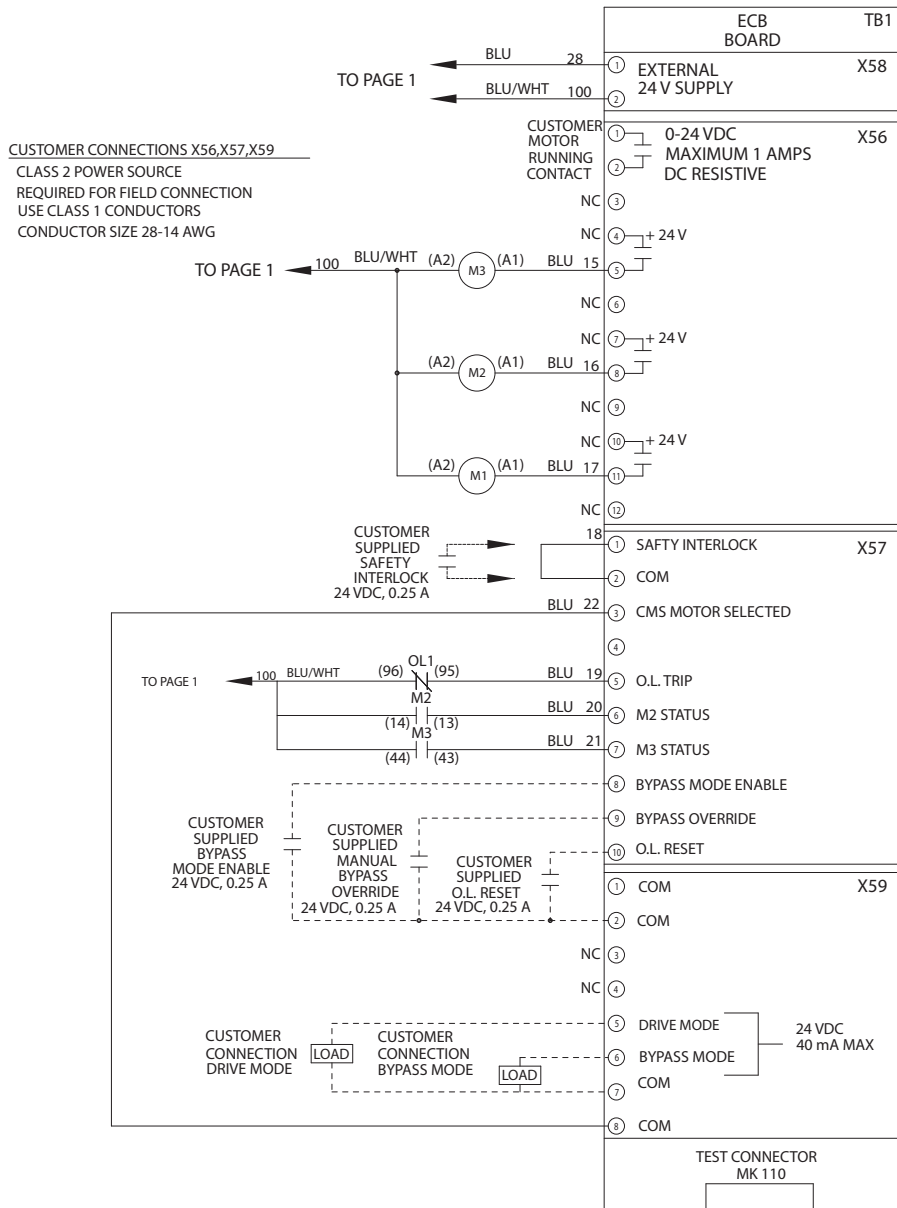 ECB TB1
BOARD
BLU 28 1 EXTERNAL X58
TO PAGE 1 24 V SUPPLY
BLU/WHT 100 2
CUSTOMER CONNECTIONS X56,X57,X59
CLASS 2 POWER SOURCE
REQUIRED FOR FIELD CONNECTION
USE CLASS 1 CONDUCTORS
CONDUCTOR SIZE 28-14 AWG
CUSTOMER
MOTOR
RUNNING
CONTACT
1 0-24 VDC X56
MAXIMUM 1 AMPS
2 DC RESISTIVE
NC 3
NC 4 + 24 V
TO PAGE 1 100 BLU/WHT (A2) M3 (A1) BLU 15 5
NC 6
NC 7 + 24 V
(A2) M2 (A1) BLU 16 8
NC 9
NC 10 + 24 V
(A2) M1 (A1) BLU 17 11
NC 12
CUSTOMER
SUPPLIED
SAFETY
INTERLOCK
24 VDC, 0.25 A
18 1 SAFTY INTERLOCK X57
2 COM
BLU 22 3 CMS MOTOR SELECTED
4
OL1
TO PAGE 1 100 BLU/WHT (96) (95) BLU 19 5 O.L. TRIP
M2
(14) (13) BLU 20 6 M2 STATUS
M3
(44) (43) BLU 21 7 M3 STATUS
8 BYPASS MODE ENABLE
9 BYPASS OVERRIDE
10 O.L. RESET
CUSTOMER
SUPPLIED
BYPASS
MODE ENABLE
24 VDC, 0.25 A
CUSTOMER
SUPPLIED
MANUAL
BYPASS
OVERRIDE
24 VDC, 0.25 A
CUSTOMER
SUPPLIED
O.L. RESET
24 VDC, 0.25 A
1 COM X59
2 COM
NC 3
NC 4
5 DRIVE MODE
6 BYPASS MODE
7 COM
24 VDC
40 mA MAX
CUSTOMER
CONNECTION
DRIVE MODE
LOAD
CUSTOMER
CONNECTION
BYPASS MODE
LOAD
8 COM
TEST CONNECTOR
MK 110